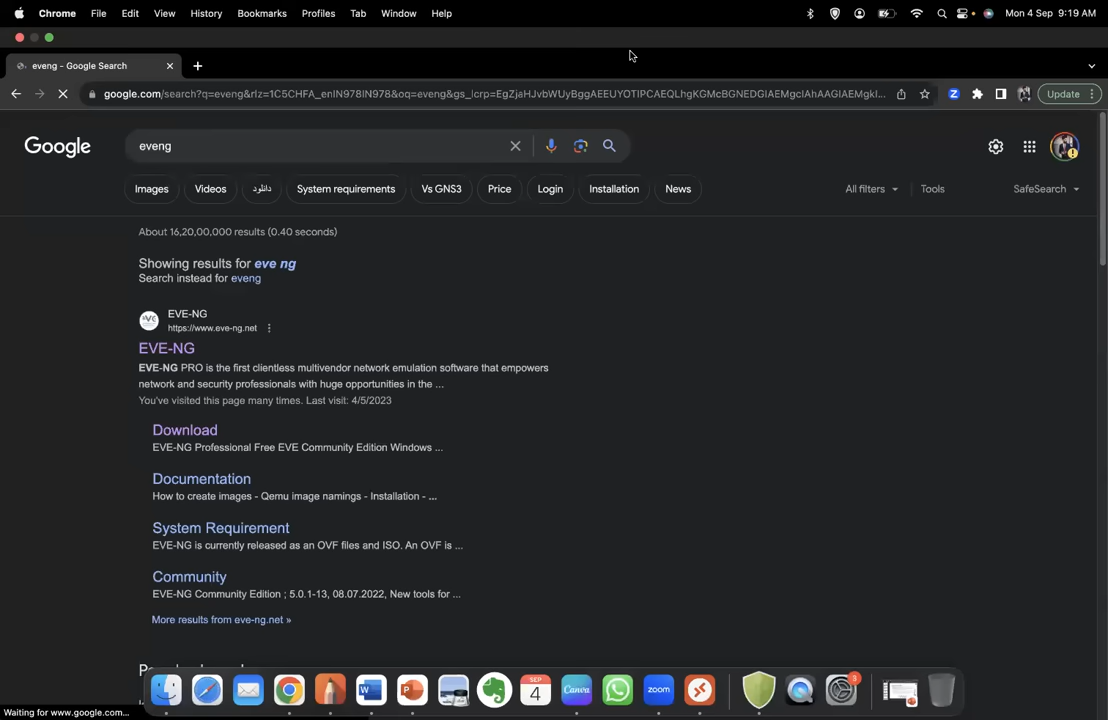 Chrome File Edit View History Bookmarks Profiles Tab Window Help Mon 4 Sep 9:19 AM
eveng - Google Search
google.com/search?q=eveng&rlz=1C5CHFA_enIN978IN978&oq=eveng&gs_lcrp=EgZjaHJvbWUyBggAEEUYOTIPCAEQLhgKGMcBGNEDGIAEMgcIAhAAGIAEMgkI... Update
Google eveng
Images Videos دانلود System requirements Vs GNS3 Price Login Installation News All filters Tools SafeSearch
About 16,20,00,000 results (0.40 seconds)
Showing results for eve ng
Search instead for eveng
EVE-NG
https://www.eve-ng.net
EVE-NG
EVE-NG PRO is the first clientless multivendor network emulation software that empowers
network and security professionals with huge opportunities in the ...
You've visited this page many times. Last visit: 4/5/2023
Download
EVE-NG Professional Free EVE Community Edition Windows ...
Documentation
How to create images - Qemu image namings - Installation - ...
System Requirement
EVE-NG is currently released as an OVF files and ISO. An OVF is ...
Community
EVE-NG Community Edition ; 5.0.1-13, 08.07.2022, New tools for ...
More results from eve-ng.net »
SEP
4
W P Canva zoom 3
Waiting for www.google.com...